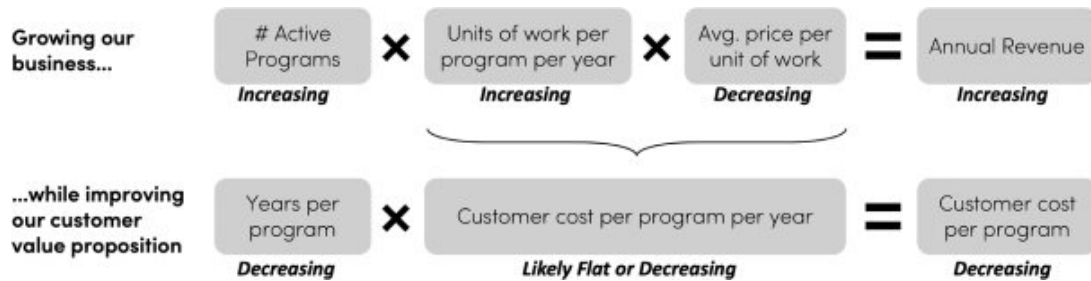 Growing our
business...
# Active
Programs
Increasing
×
Units of work per
program per year
Increasing
×
Avg. price per
unit of work
Decreasing
=
Annual Revenue
Increasing
...while improving
our customer
value proposition
Years per
program
Decreasing
×
Customer cost per program per year
Likely Flat or Decreasing
=
Customer cost
per program
Decreasing